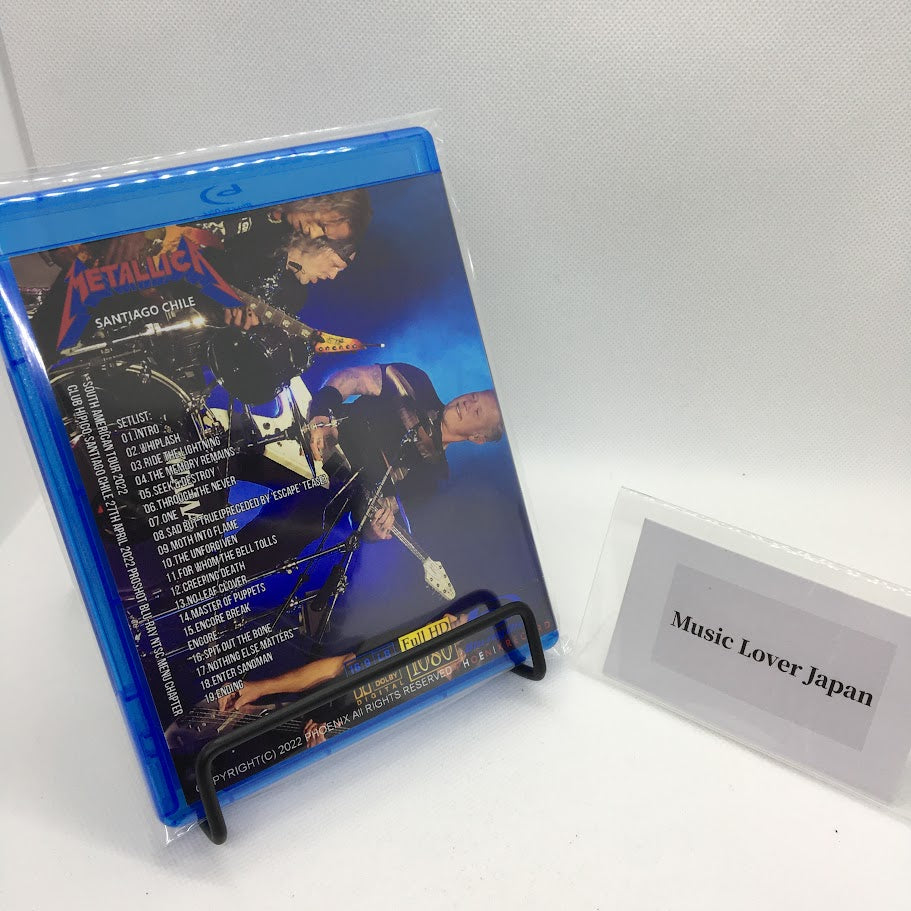 METALLICA
SANTIAGO CHILE
SOUTH AMERICAN TOUR 2022
CLUB HIPICO, SANTIAGO CHILE 27TH APRIL 2022 PROSHOT BLU-RAY NTSC MENU CHAPTER
SETLIST:
01.INTRO
02.WHIPLASH
03.RIDE THE LIGHTNING
04.THE MEMORY REMAINS
05.SEEK & DESTROY
06.THROUGH THE NEVER
07.ONE
08.SAD BUT TRUE(PRECEDED BY 'ESCAPE' TEASE)
09.MOTH INTO FLAME
10.THE UNFORGIVEN
11.FOR WHOM THE BELL TOLLS
12.CREEPING DEATH
13.NO LEAF CLOVER
14.MASTER OF PUPPETS
15.ENCORE BREAK
ENCORE
16.SPIT OUT THE BONE
17.NOTHING ELSE MATTERS
18.ENTER SANDMAN
19.ENDING
16:9
Full HD
1080
DOLBY
DIGITAL
COPYRIGHT(C) 2022 PHOENIX All RIGHTS RESERVED
Music Lover Japan